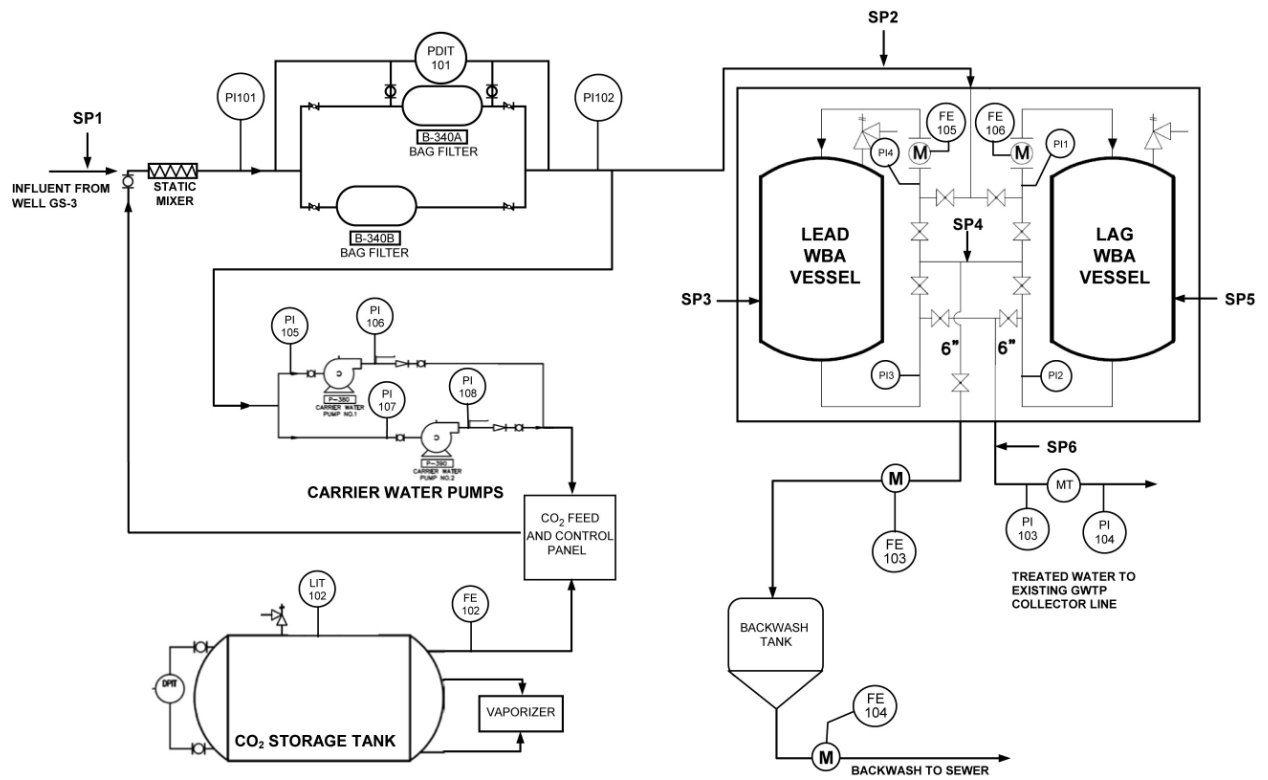 SP2
PDIT
101
PI101
PI102
SP1
FE
105
FE
106
M
M
PI4
PI1
B-340A
BAG FILTER
INFLUENT FROM
WELL GS-3
STATIC
MIXER
SP4
LEAD
WBA
VESSEL
LAG
WBA
VESSEL
B-340B
BAG FILTER
SP3
SP5
PI
105
PI
106
6”
6”
PI3
PI2
P-380
CARRIER WATER
PUMP NO.1
PI
107
PI
108
P-390
CARRIER WATER
PUMP NO.2
SP6
CARRIER WATER PUMPS
M
MT
CO2 FEED
AND CONTROL
PANEL
FE
103
PI
103
PI
104
TREATED WATER TO
EXISTING GWTP
COLLECTOR LINE
LIT
102
FE
102
BACKWASH
TANK
DPIT
VAPORIZER
FE
104
CO2 STORAGE TANK
M
BACKWASH TO SEWER